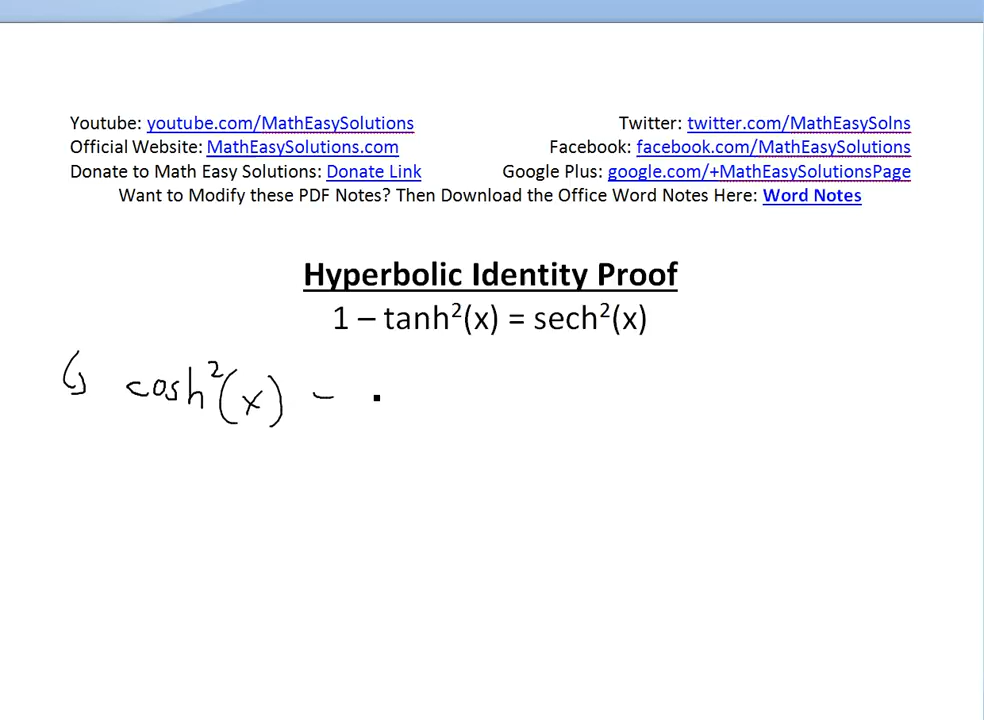 Youtube: youtube.com/MathEasySolutions Twitter: twitter.com/MathEasySolns
Official Website: MathEasySolutions.com Facebook: facebook.com/MathEasySolutions
Donate to Math Easy Solutions: Donate Link Google Plus: google.com/+MathEasySolutionsPage
Want to Modify these PDF Notes? Then Download the Office Word Notes Here: Word Notes
Hyperbolic Identity Proof
1 – tanh²(x) = sech²(x)
↳ cosh²(x) –